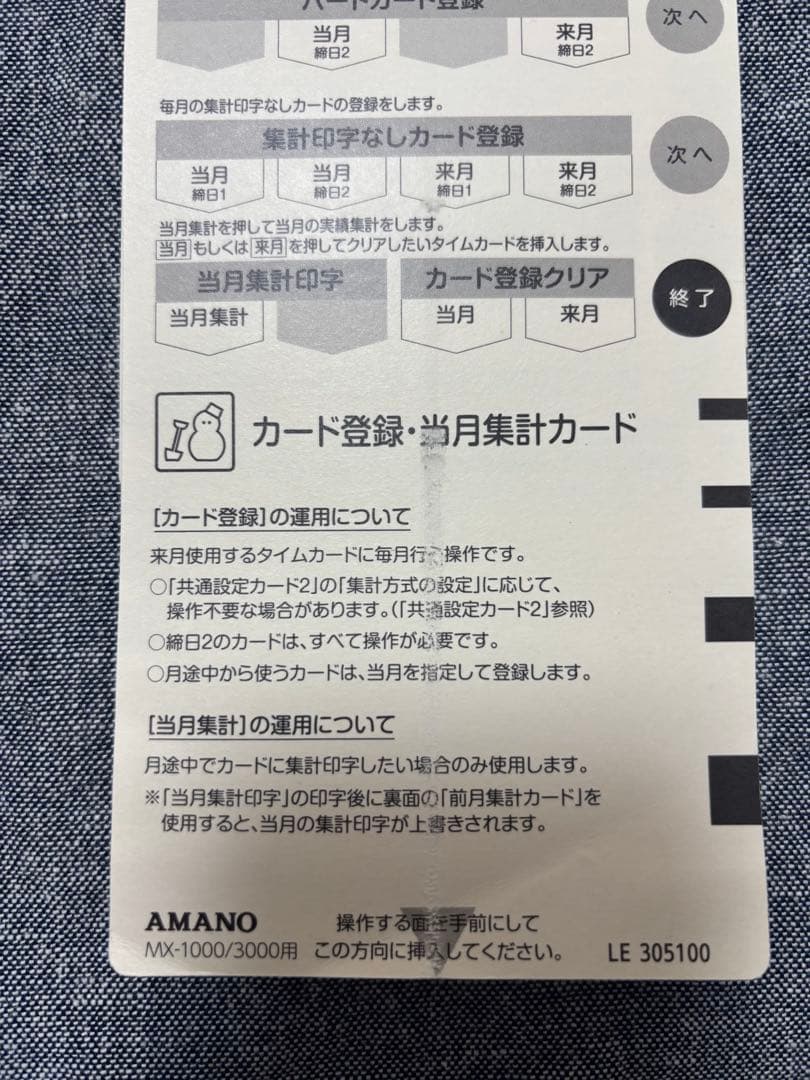 パートカード登録
当月 来月 次へ
締日2 締日2
毎月の集計印字なしカードの登録をします。
集計印字なしカード登録
当月 当月 来月 来月 次へ
締日1 締日2 締日1 締日2
当月集計を押して当月の実績集計をします。
当月もしくは来月を押してクリアしたいタイムカードを挿入します。
当月集計印字 カード登録クリア
当月集計 当月 来月 終了
カード登録・当月集計カード
[カード登録]の運用について
来月使用するタイムカードに毎月行う操作です。
○「共通設定カード2」の「集計方式の設定」に応じて、
操作不要な場合があります。(「共通設定カード2」参照)
○締日2のカードは、すべて操作が必要です。
○月途中から使うカードは、当月を指定して登録します。
[当月集計]の運用について
月途中でカードに集計印字したい場合のみ使用します。
※「当月集計印字」の印字後に裏面の「前月集計カード」を
使用すると、当月の集計印字が上書きされます。
AMANO 操作する面を手前にして
MX-1000/3000用 この方向に挿入してください。 LE 305100